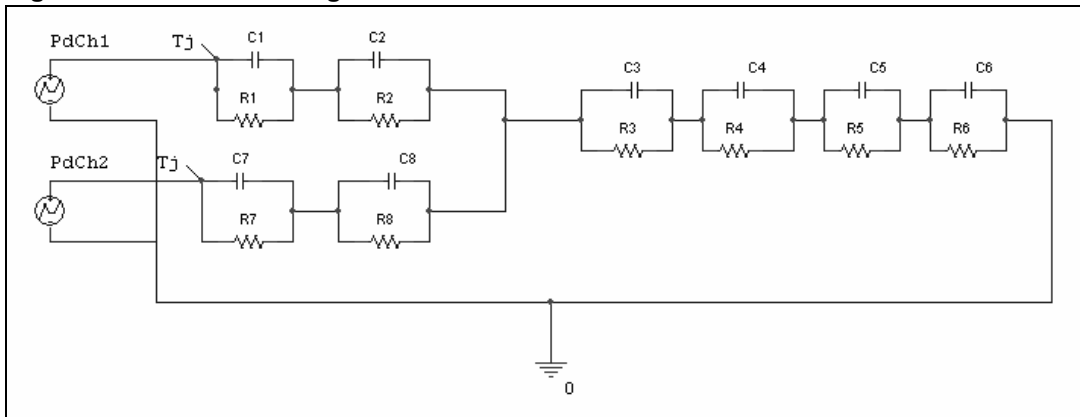 PdCh1 Tj C1 C2
R1 R2
C3 C4 C5 C6
R3 R4 R5 R6
PdCh2 Tj C7 C8
R7 R8
0